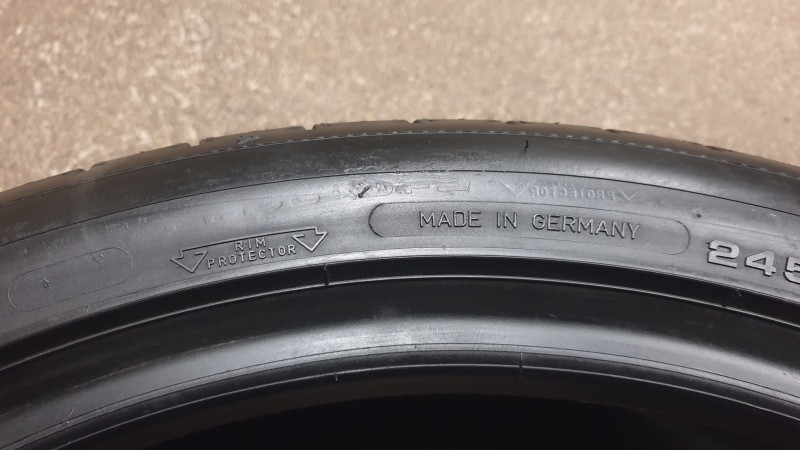 RIM
PROTECTOR
MADE IN GERMANY
245